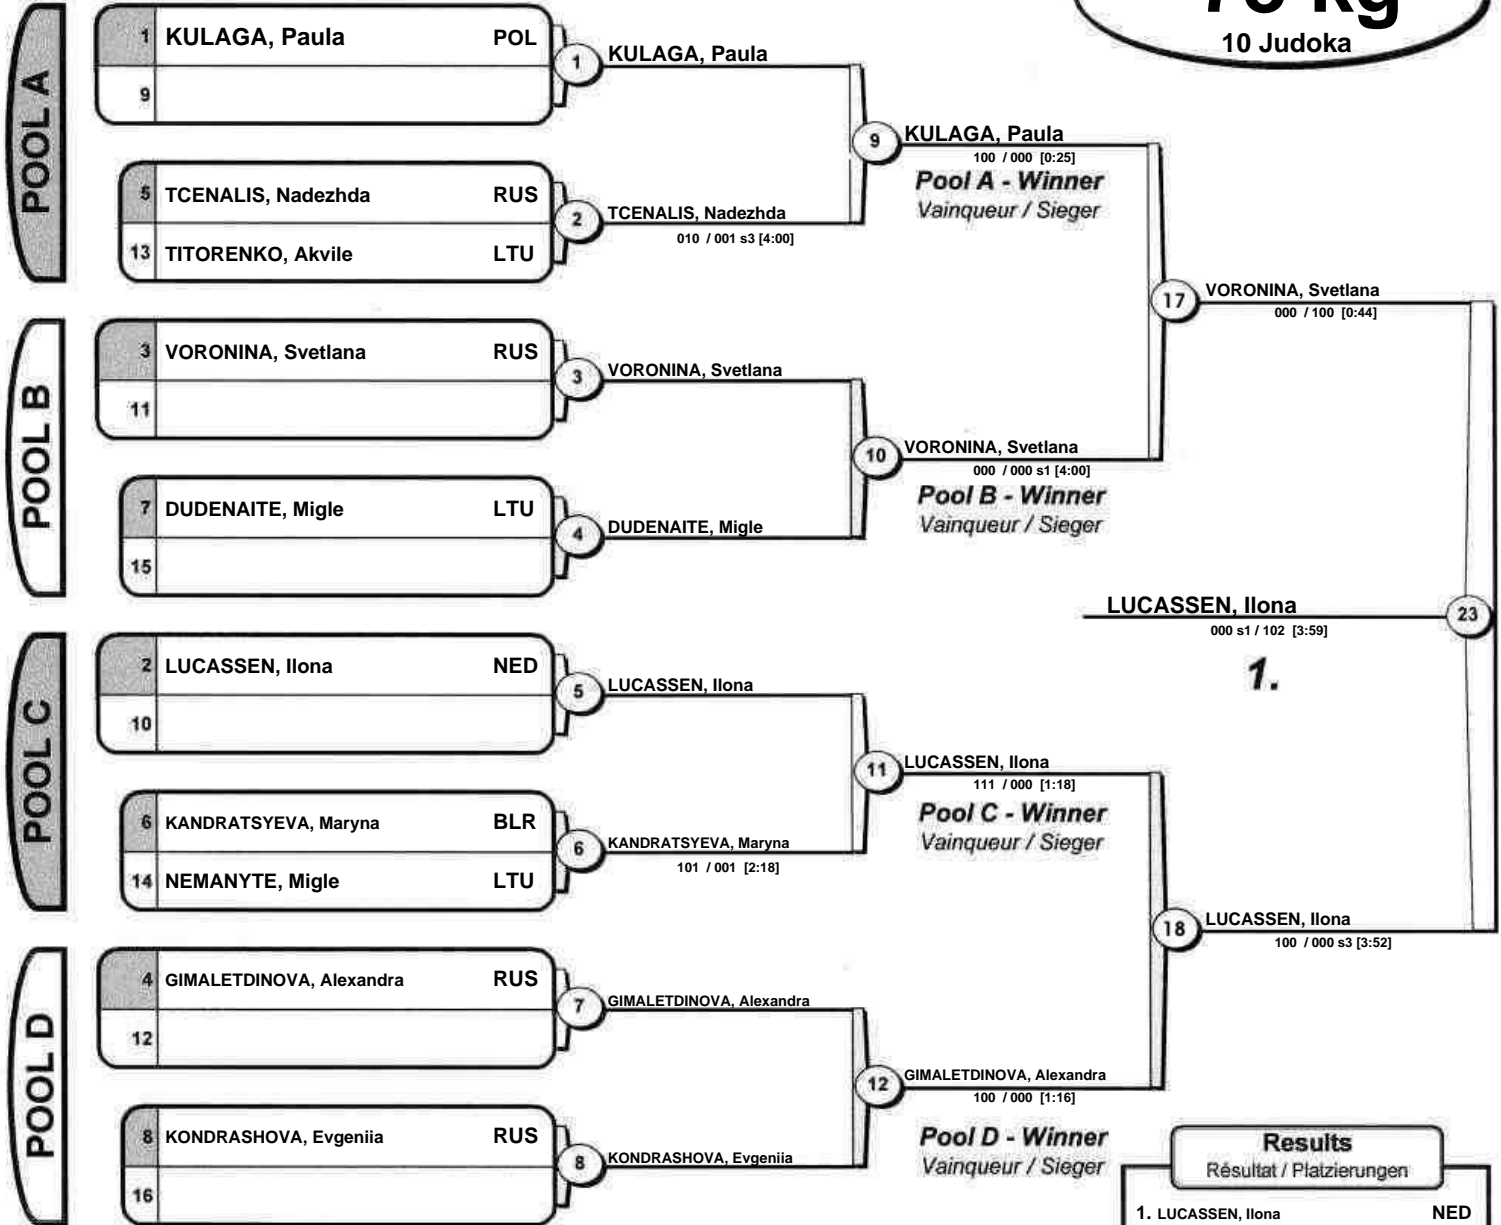 78 kg
10 Judoka
POOL A
1 KULAGA, Paula POL
9
5 TCENALIS, Nadezhda RUS
13 TITORENKO, Akvile LTU
1 KULAGA, Paula
2 TCENALIS, Nadezhda
010 / 001 s3 [4:00]
9 KULAGA, Paula
100 / 000 [0:25]
Pool A - Winner
Vainqueur / Sieger
POOL B
3 VORONINA, Svetlana RUS
11
7 DUDENAITE, Migle LTU
15
3 VORONINA, Svetlana
4 DUDENAITE, Migle
10 VORONINA, Svetlana
000 / 000 s1 [4:00]
Pool B - Winner
Vainqueur / Sieger
17 VORONINA, Svetlana
000 / 100 [0:44]
LUCASSEN, Ilona 23
000 s1 / 102 [3:59]
1.
POOL C
2 LUCASSEN, Ilona NED
10
6 KANDRATSYEVA, Maryna BLR
14 NEMANYTE, Migle LTU
5 LUCASSEN, Ilona
6 KANDRATSYEVA, Maryna
101 / 001 [2:18]
11 LUCASSEN, Ilona
111 / 000 [1:18]
Pool C - Winner
Vainqueur / Sieger
18 LUCASSEN, Ilona
100 / 000 s3 [3:52]
POOL D
4 GIMALETDINOVA, Alexandra RUS
12
8 KONDRASHOVA, Evgeniia RUS
16
7 GIMALETDINOVA, Alexandra
8 KONDRASHOVA, Evgeniia
12 GIMALETDINOVA, Alexandra
100 / 000 [1:16]
Pool D - Winner
Vainqueur / Sieger
Results
Résultat / Platzierungen
1. LUCASSEN, Ilona NED